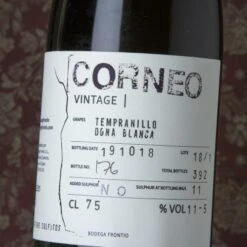 CORNEO
VINTAGE |
GRAPES TEMPRANILLO
DONA BLANCA
BOTTLING DATE 191018 LOT 18/1
BOTTLE NO. 176 TOTAL BOTTLES 392
ADDED SULPHUR NO SULPHUR AT BOTTLING MG/L 11
CL 75 % VOL 11-5
SULFITOS
BODEGA FRONTIO